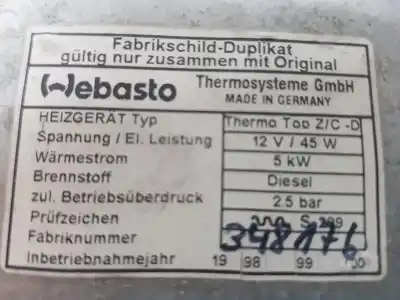 Fabrikschild-Duplikat
gültig nur zusammen mit Original
Webasto Thermosysteme GmbH
MADE IN GERMANY
HEIZGERÄT Typ Thermo Top Z/C -D
Spannung / El. Leistung 12 V / 45 W
Wärmestrom 5 kW
Brennstoff Diesel
zul. Betriebsüberdruck 2.5 bar
Prüfzeichen S 299
Fabriknummer 348176
Inbetriebnahmejahr 19 98 99 00